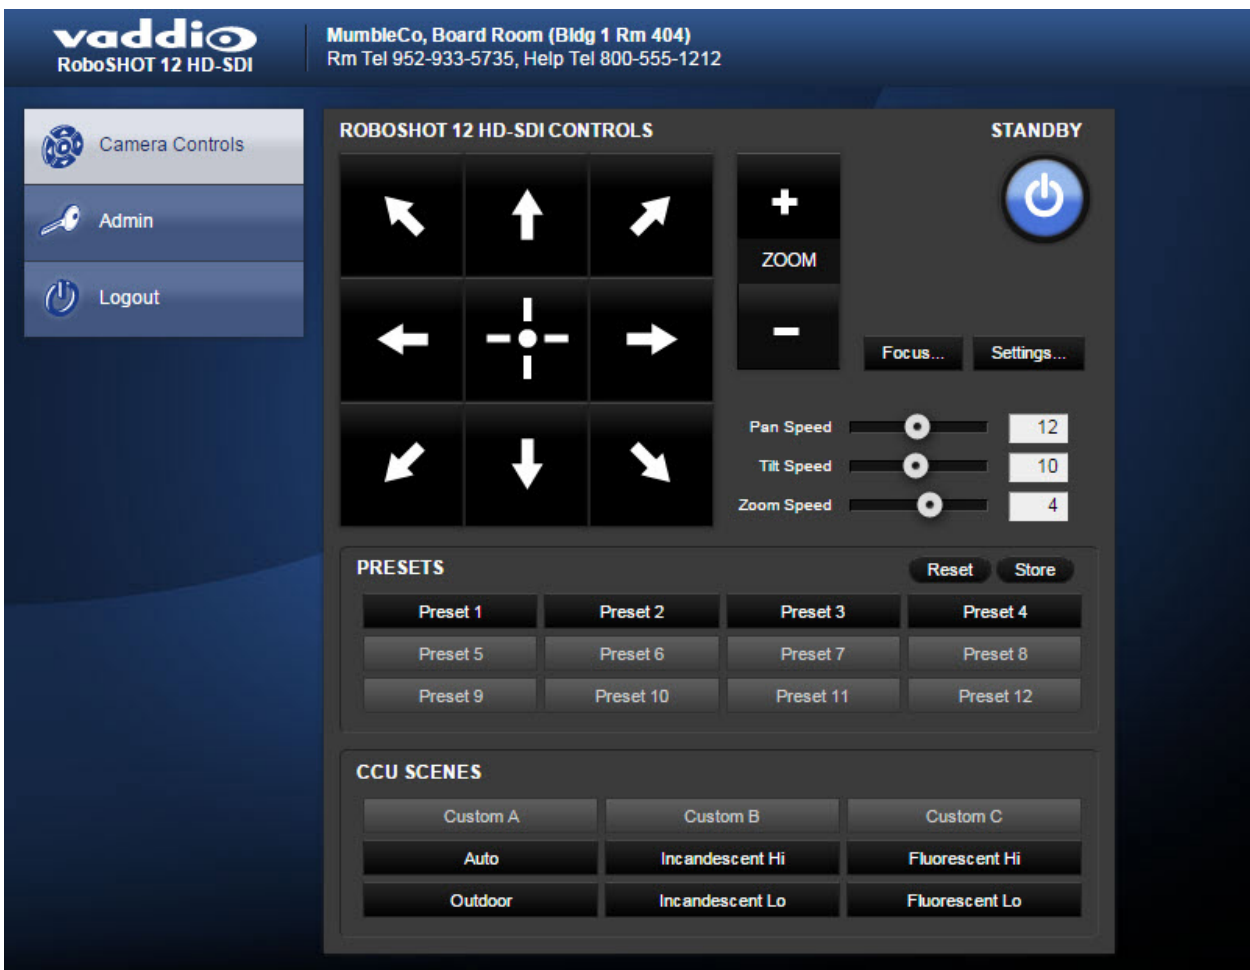 vaddio
RoboSHOT 12 HD-SDI
MumbleCo, Board Room (Bldg 1 Rm 404)
Rm Tel 952-933-5735, Help Tel 800-555-1212
Camera Controls
Admin
Logout
ROBOSHOT 12 HD-SDI CONTROLS
STANDBY
+
ZOOM
-
Focus...
Settings...
Pan Speed 12
Tilt Speed 10
Zoom Speed 4
PRESETS
Reset
Store
Preset 1 Preset 2 Preset 3 Preset 4
Preset 5 Preset 6 Preset 7 Preset 8
Preset 9 Preset 10 Preset 11 Preset 12
CCU SCENES
Custom A Custom B Custom C
Auto Incandescent Hi Fluorescent Hi
Outdoor Incandescent Lo Fluorescent Lo